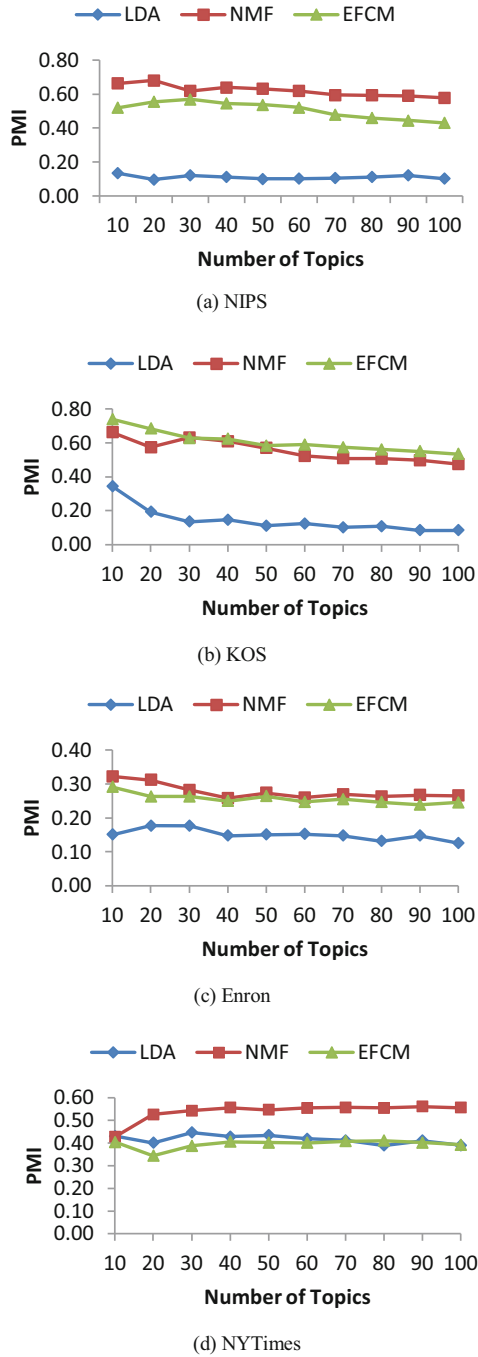 LDA NMF EFCM
0.80
0.60
0.40
0.20
0.00
PMI
10 20 30 40 50 60 70 80 90 100
Number of Topics
(a) NIPS
LDA NMF EFCM
0.80
0.60
0.40
0.20
0.00
PMI
10 20 30 40 50 60 70 80 90 100
Number of Topics
(b) KOS
LDA NMF EFCM
0.40
0.30
0.20
0.10
0.00
PMI
10 20 30 40 50 60 70 80 90 100
Number of Topics
(c) Enron
LDA NMF EFCM
0.60
0.50
0.40
0.30
0.20
0.10
0.00
PMI
10 20 30 40 50 60 70 80 90 100
Number of Topics
(d) NYTimes